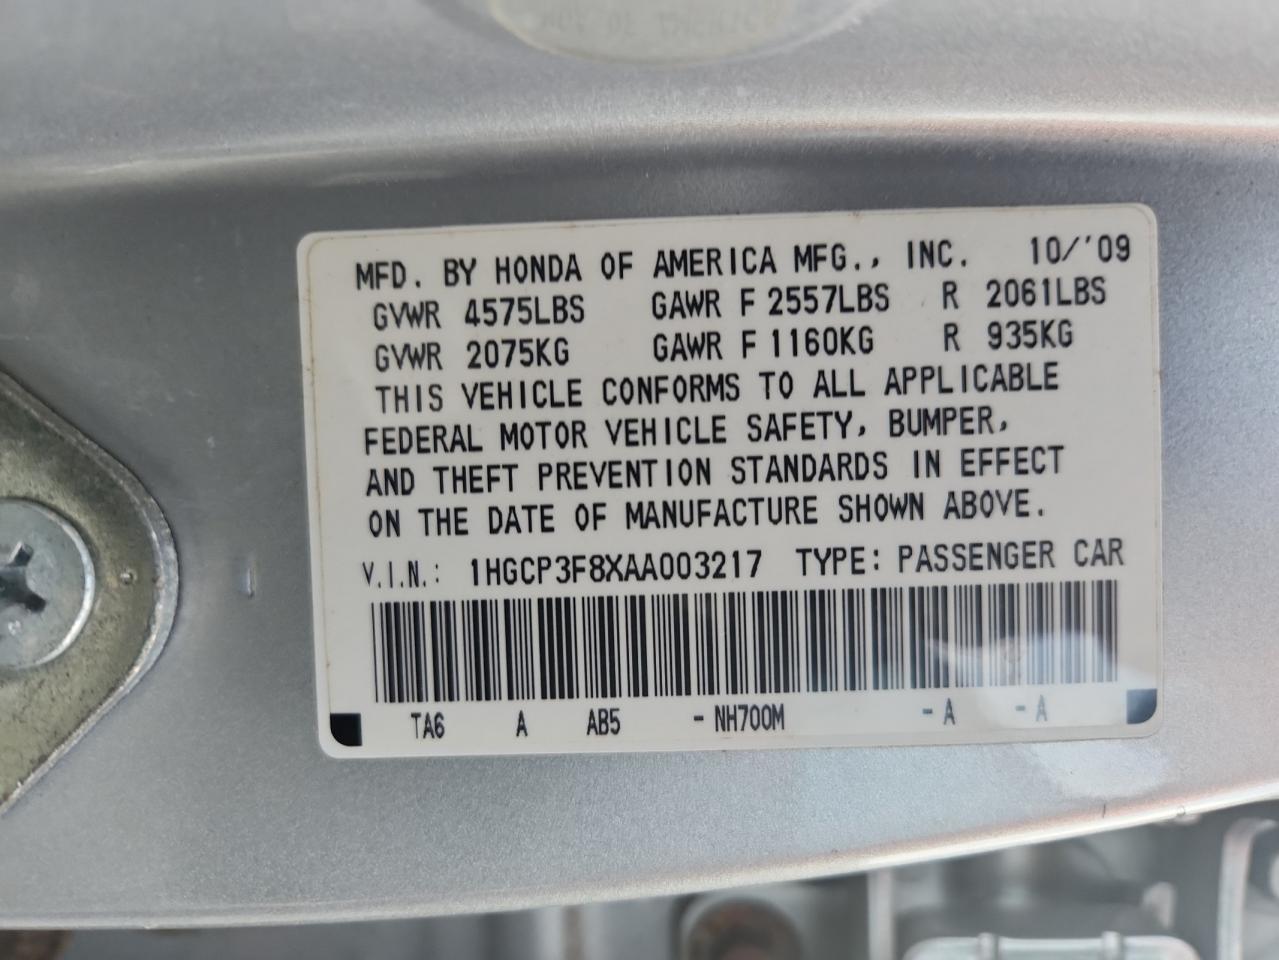 MFD. BY HONDA OF AMERICA MFG., INC. 10/'09
GVWR 4575LBS GAWR F 2557LBS R 2061LBS
GVWR 2075KG GAWR F 1160KG R 935KG
THIS VEHICLE CONFORMS TO ALL APPLICABLE
FEDERAL MOTOR VEHICLE SAFETY, BUMPER,
AND THEFT PREVENTION STANDARDS IN EFFECT
ON THE DATE OF MANUFACTURE SHOWN ABOVE.
V.I.N.: 1HGCP3F8XAA003217 TYPE: PASSENGER CAR
TA6 A AB5 -NH700M -A -A